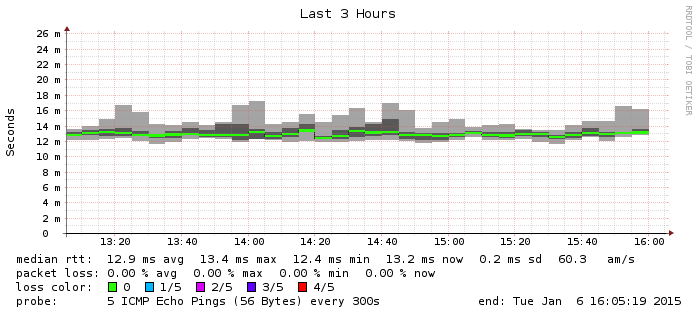 Last 3 Hours
RRDTOOL / TOBI OETIKER
Seconds
26 m
24 m
22 m
20 m
18 m
16 m
14 m
12 m
10 m
8 m
6 m
4 m
2 m
0
13:20 13:40 14:00 14:20 14:40 15:00 15:20 15:40 16:00
median rtt: 12.9 ms avg 13.4 ms max 12.4 ms min 13.2 ms now 0.2 ms sd 60.3 am/s
packet loss: 0.00 % avg 0.00 % max 0.00 % min 0.00 % now
loss color: 0 1/5 2/5 3/5 4/5
probe: 5 ICMP Echo Pings (56 Bytes) every 300s end: Tue Jan 6 16:05:19 2015